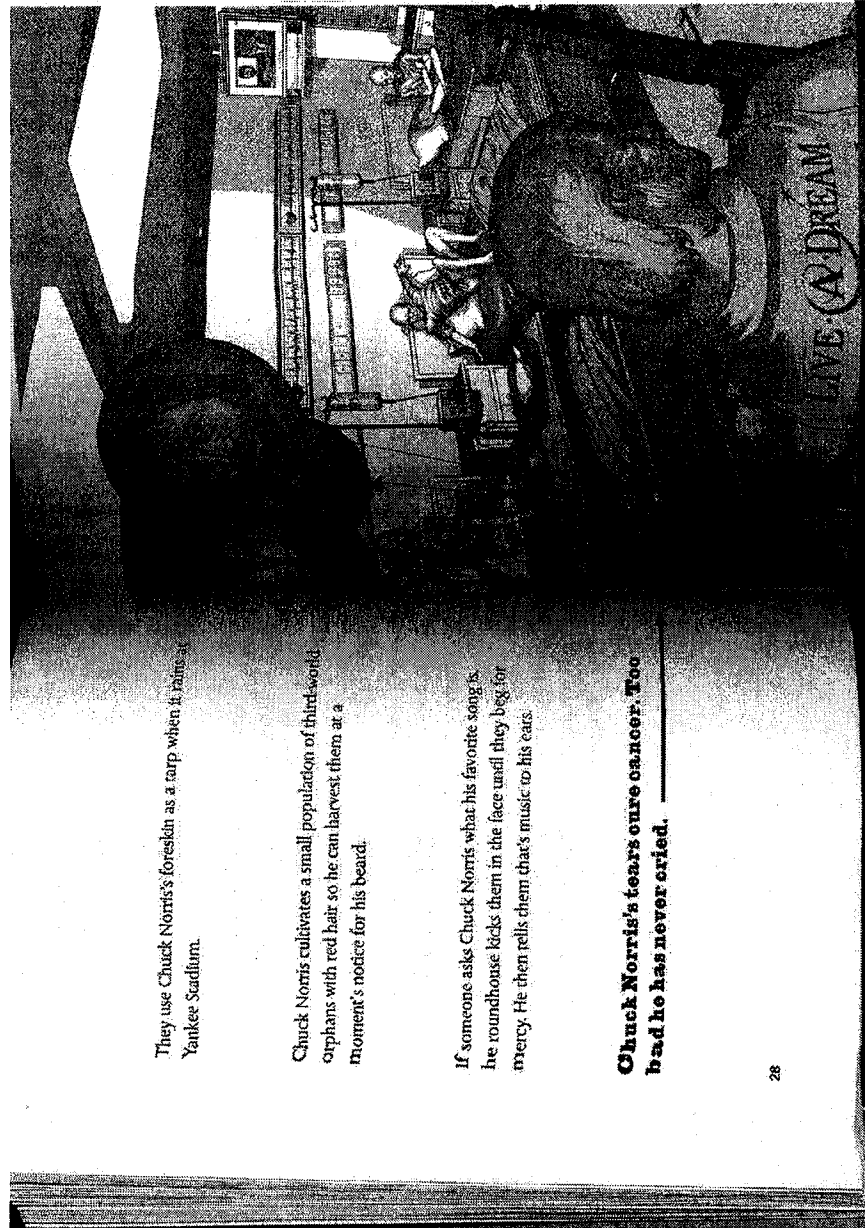 They use Chuck Norris's foreskin as a tarp when it rains at
Yankee Stadium.
Chuck Norris cultivates a small population of third-world
orphans with red hair so he can harvest them at a
moment's notice for his beard.
If someone asks Chuck Norris what his favorite song is,
he roundhouse kicks them in the face until they beg for
mercy. He then tells them that's music to his ears.
Chuck Norris's tears cure cancer. Too
bad he has never cried.
28
LIVE A DREAM